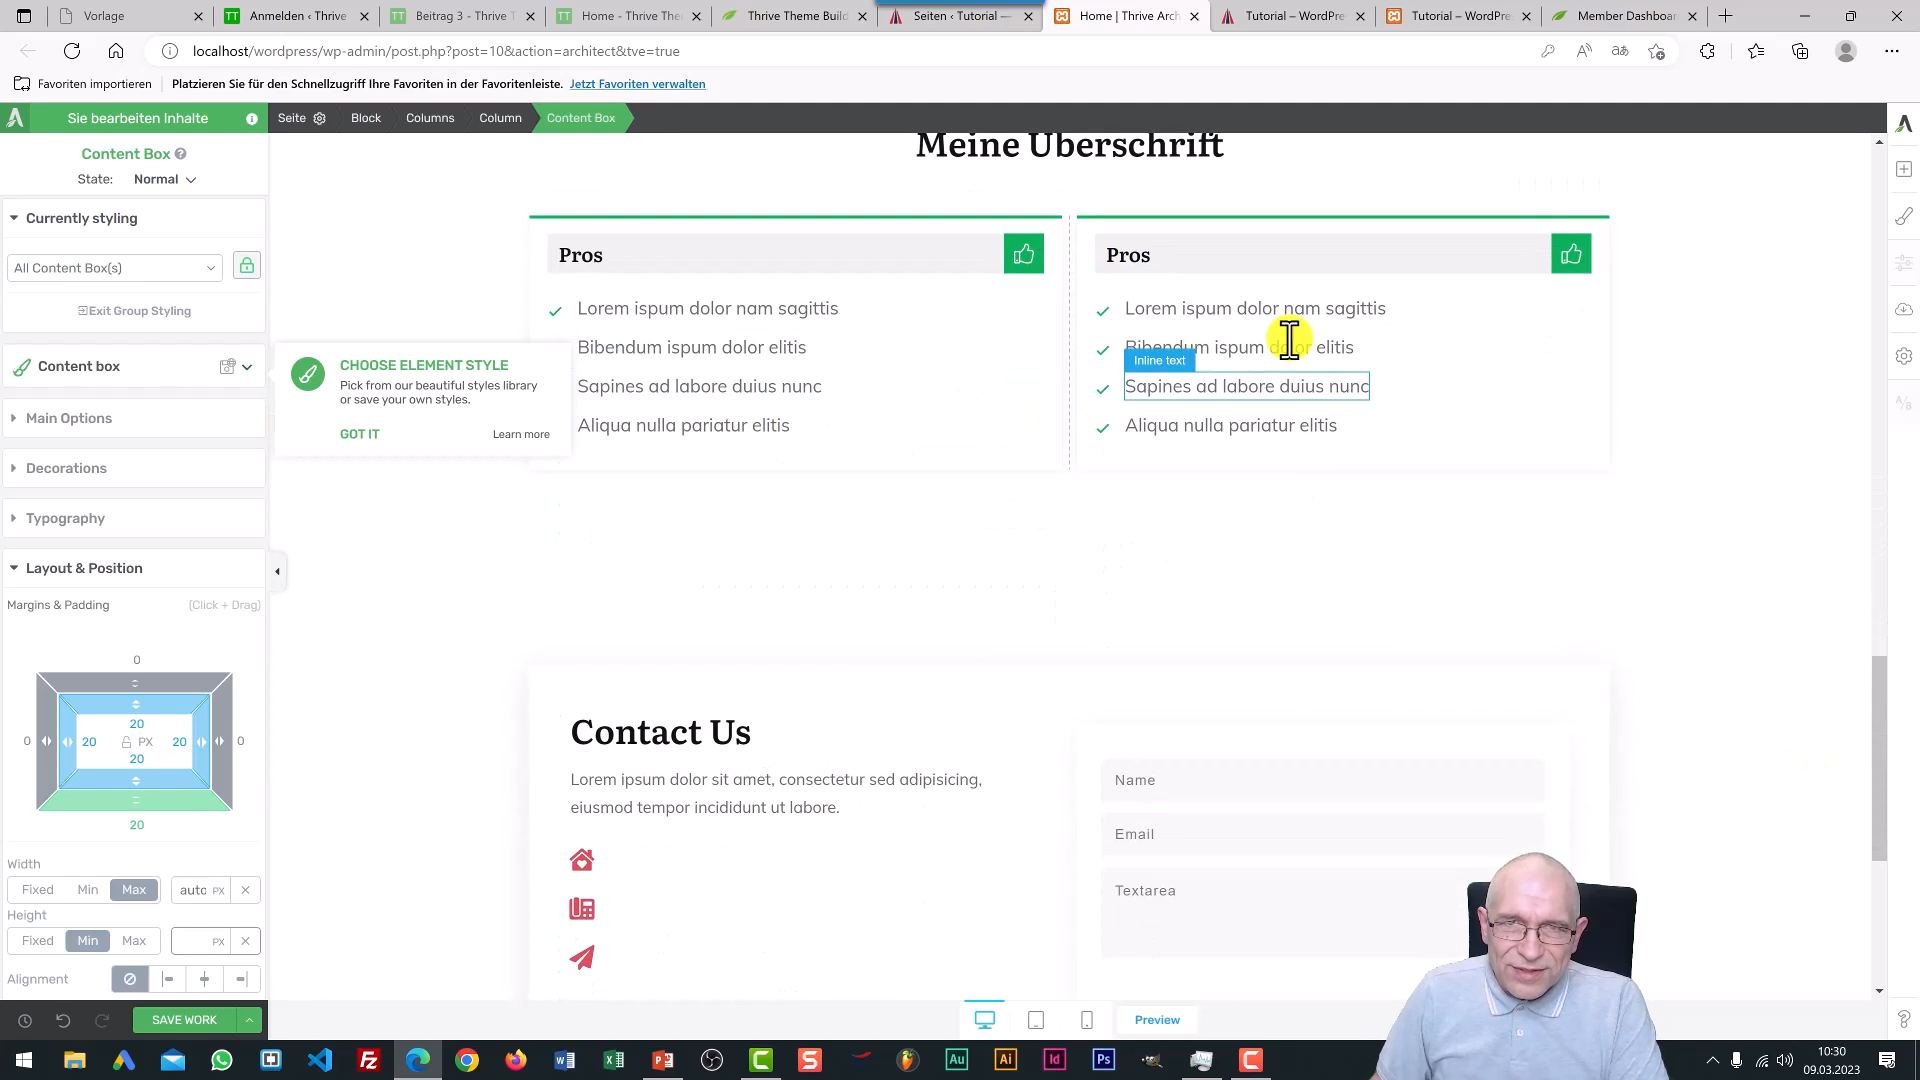 Vorlage
Anmelden ‹ Thrive
Beitrag 3 - Thrive T
Home - Thrive Them
Thrive Theme Build
Seiten ‹ Tutorial —
Home | Thrive Arch
Tutorial – WordPres
Tutorial – WordPre
Member Dashboar
localhost/wordpress/wp-admin/post.php?post=10&action=architect&tve=true
Favoriten importieren
Platzieren Sie für den Schnellzugriff Ihre Favoriten in der Favoritenleiste. Jetzt Favoriten verwalten
Sie bearbeiten Inhalte
Seite
Block
Columns
Column
Content Box
Content Box
State: Normal
Currently styling
All Content Box(s)
Exit Group Styling
Content box
CHOOSE ELEMENT STYLE
Pick from our beautiful styles library
or save your own styles.
GOT IT
Learn more
Main Options
Decorations
Typography
Layout & Position
Margins & Padding
(Click + Drag)
0
20
0
20
PX
20
0
20
20
Width
Fixed
Min
Max
auto
PX
Height
Fixed
Min
Max
PX
Alignment
SAVE WORK
Meine Überschrift
Pros
Lorem ispum dolor nam sagittis
Bibendum ispum dolor elitis
Sapines ad labore duius nunc
Aliqua nulla pariatur elitis
Pros
Lorem ispum dolor nam sagittis
Bibendum ispum dolor elitis
Inline text
Sapines ad labore duius nunc
Aliqua nulla pariatur elitis
Contact Us
Lorem ipsum dolor sit amet, consectetur sed adipisicing,
eiusmod tempor incididunt ut labore.
Name
Email
Textarea
A/B
Preview
10:30
09.03.2023